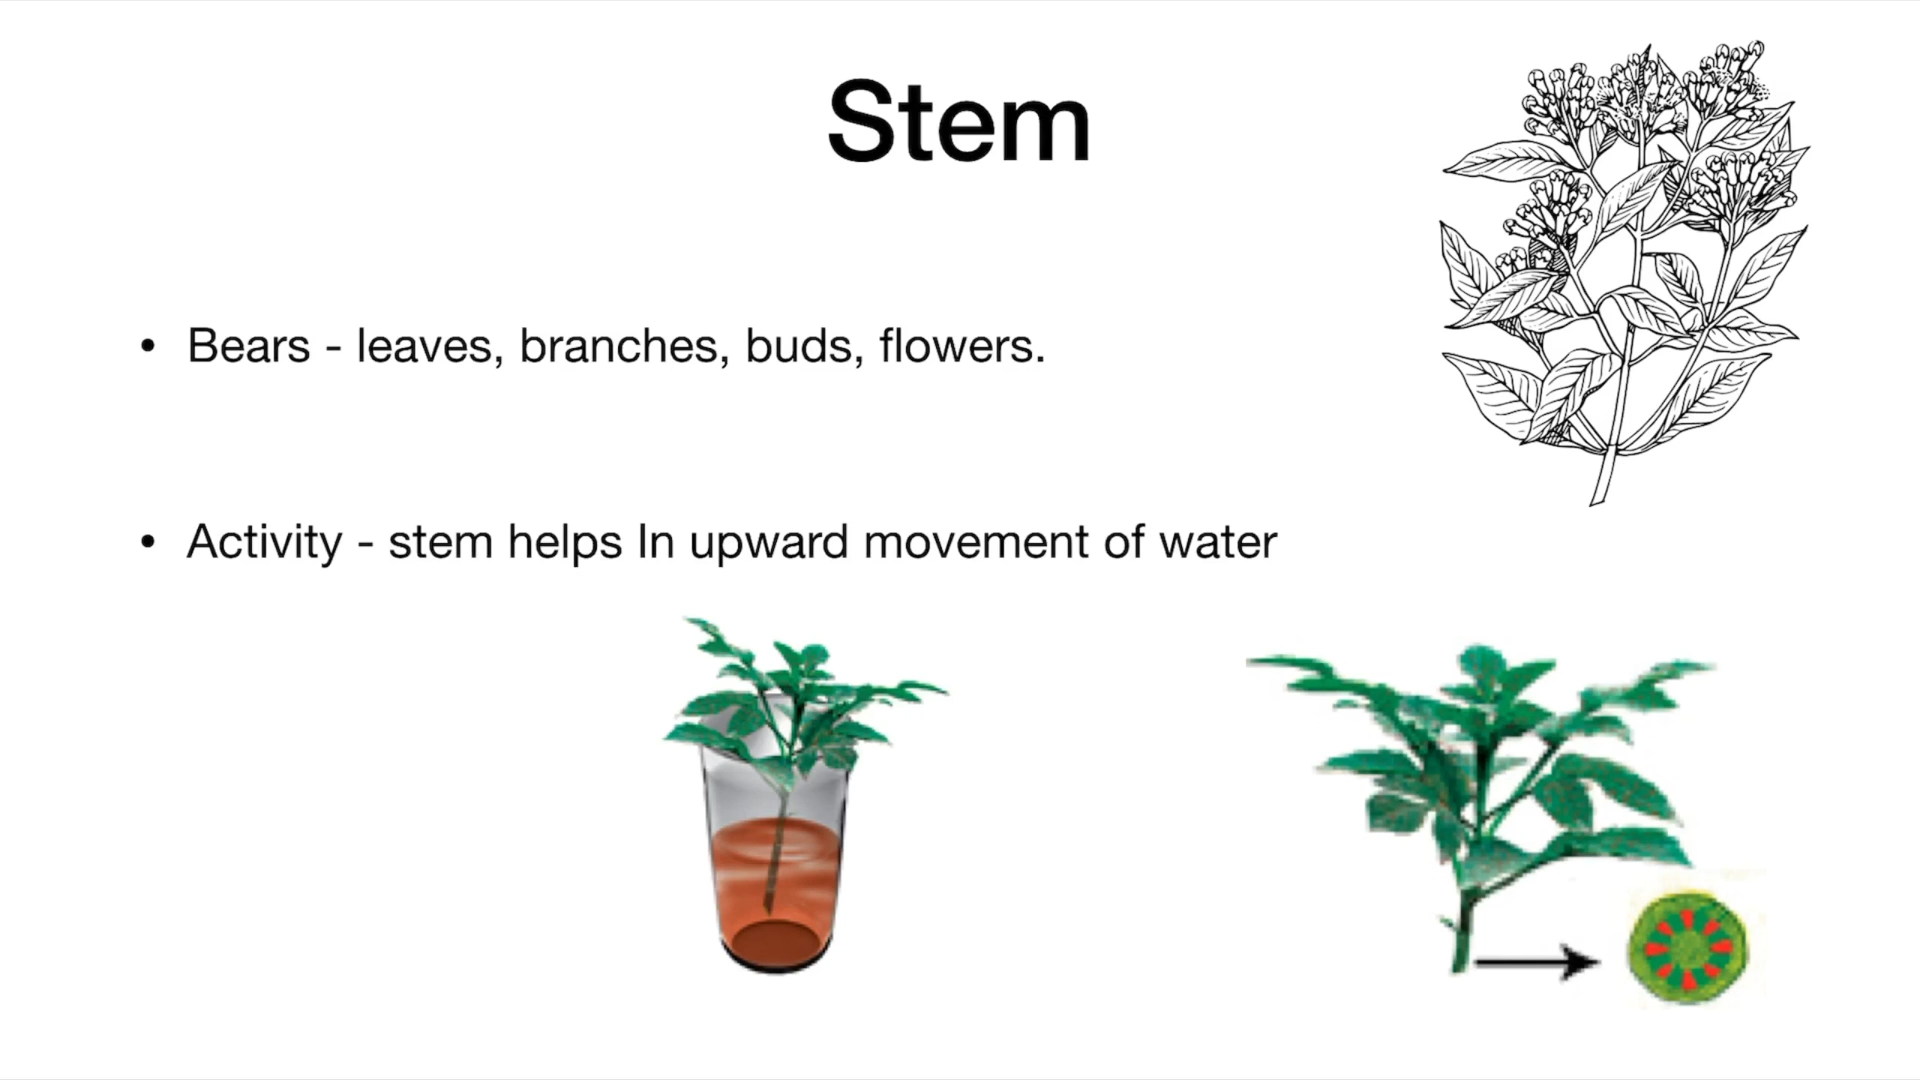 Stem
• Bears - leaves, branches, buds, flowers.
• Activity - stem helps In upward movement of water